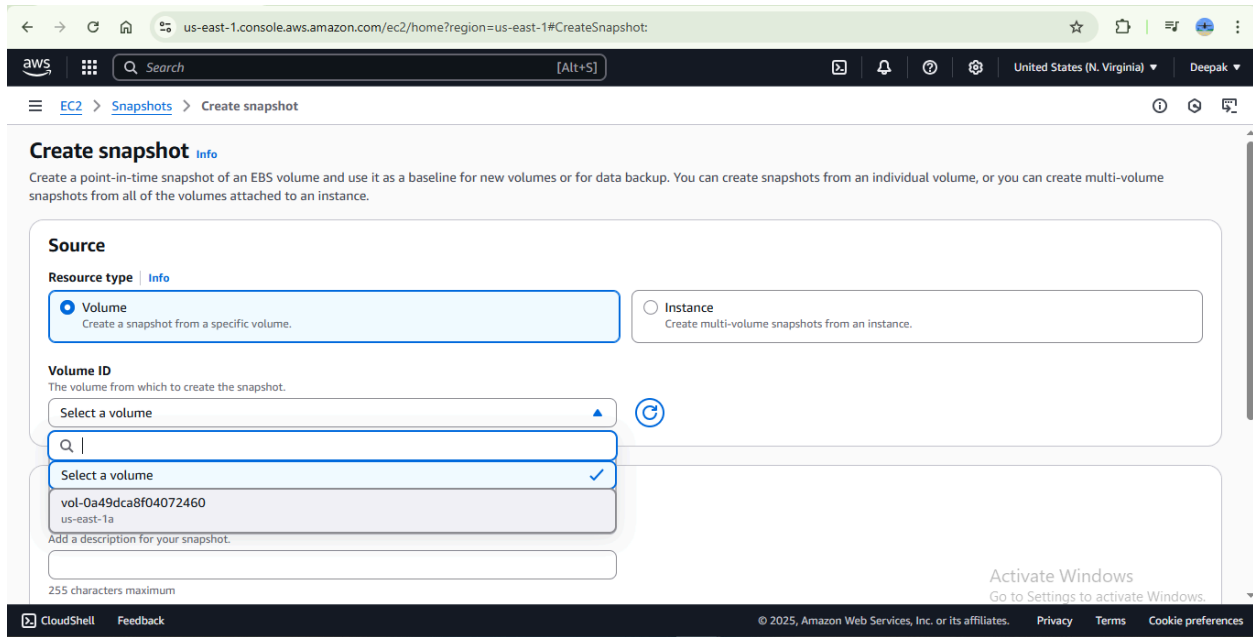 us-east-1.console.aws.amazon.com/ec2/home?region=us-east-1#CreateSnapshot:
aws Search [Alt+S] United States (N. Virginia) Deepak
EC2 > Snapshots > Create snapshot
Create snapshot Info
Create a point-in-time snapshot of an EBS volume and use it as a baseline for new volumes or for data backup. You can create snapshots from an individual volume, or you can create multi-volume
snapshots from all of the volumes attached to an instance.
Source
Resource type Info
Volume
Create a snapshot from a specific volume.
Instance
Create multi-volume snapshots from an instance.
Volume ID
The volume from which to create the snapshot.
Select a volume
Select a volume
vol-0a49dca8f04072460
us-east-1a
Add a description for your snapshot.
255 characters maximum
Activate Windows
Go to Settings to activate Windows.
CloudShell Feedback © 2025, Amazon Web Services, Inc. or its affiliates. Privacy Terms Cookie preferences